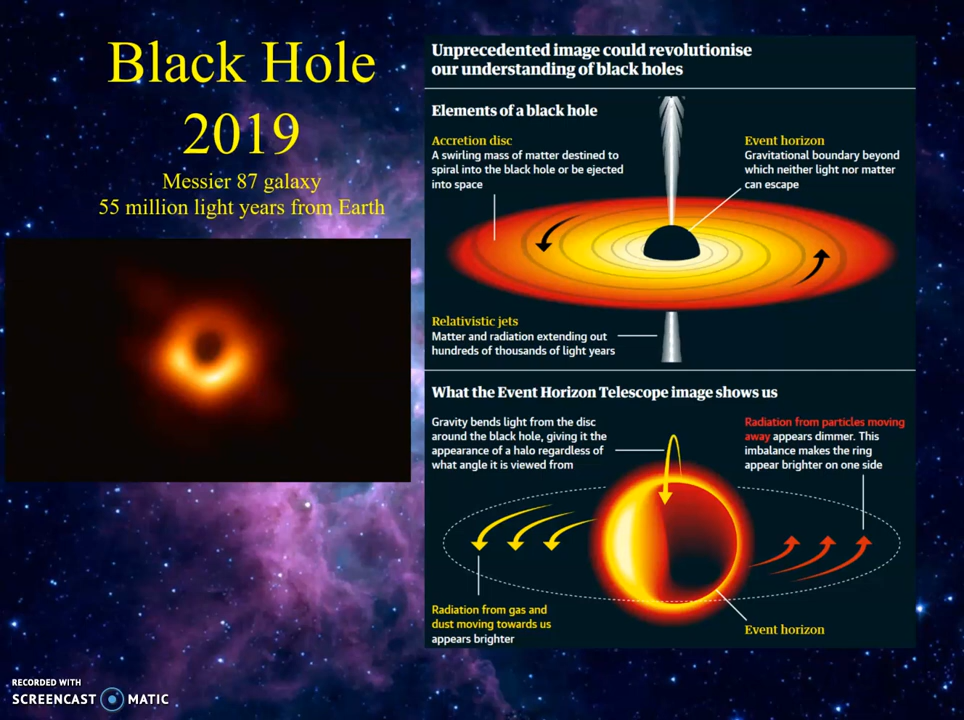 Black Hole
2019
Messier 87 galaxy
55 million light years from Earth
Unprecedented image could revolutionise
our understanding of black holes
Elements of a black hole
Accretion disc
A swirling mass of matter destined to
spiral into the black hole or be ejected
into space
Event horizon
Gravitational boundary beyond
which neither light nor matter
can escape
Relativistic jets
Matter and radiation extending out
hundreds of thousands of light years
What the Event Horizon Telescope image shows us
Gravity bends light from the disc
around the black hole, giving it the
appearance of a halo regardless of
what angle it is viewed from
Radiation from particles moving
away appears dimmer. This
imbalance makes the ring
appear brighter on one side
Radiation from gas and
dust moving towards us
appears brighter
Event horizon
RECORDED WITH
SCREENCAST MATIC